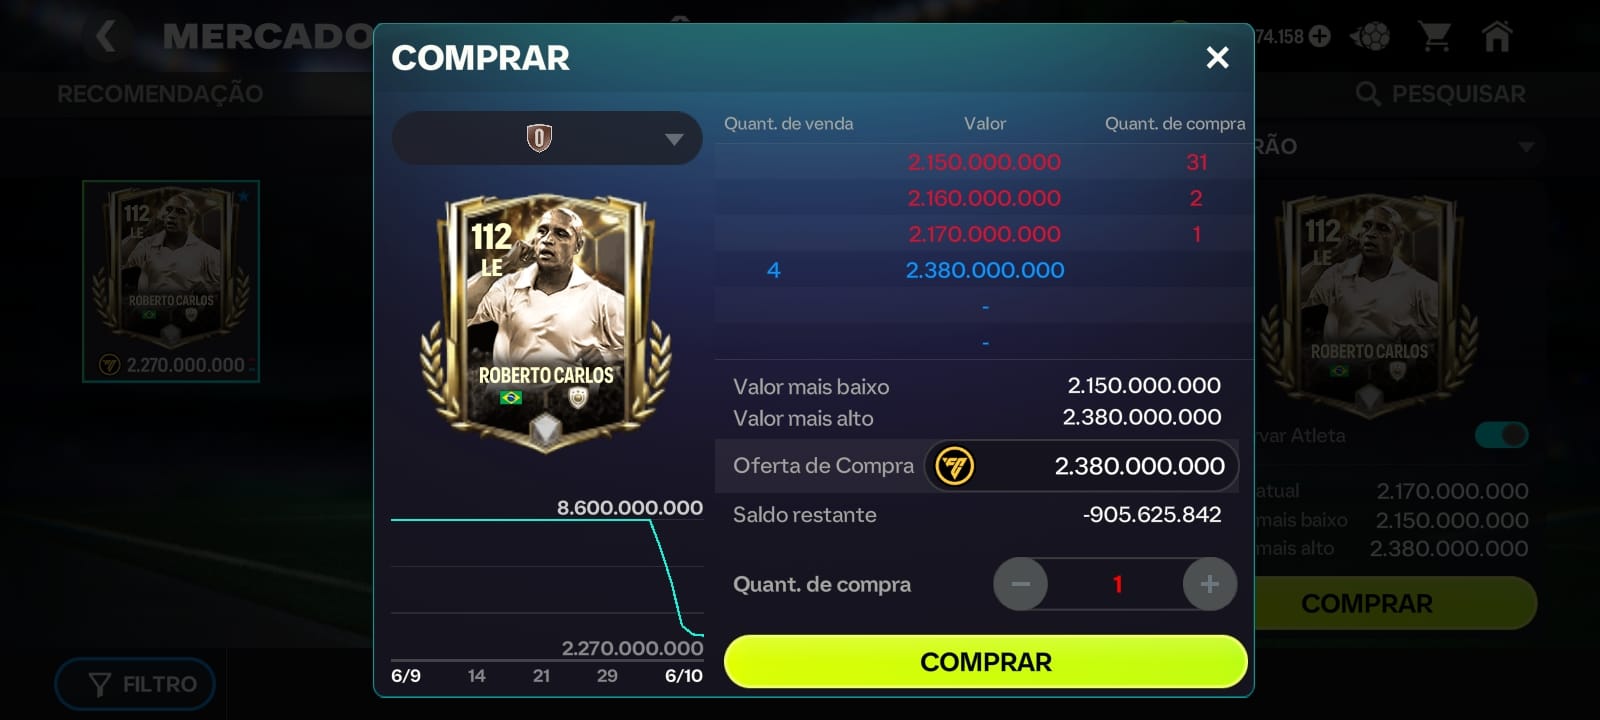 MERCADO
74.158
RECOMENDAÇÃO
PESQUISAR
RÃO
112
LE
ROBERTO CARLOS
2.270.000.000
FILTRO
COMPRAR
0
112
LE
ROBERTO CARLOS
8.600.000.000
2.270.000.000
6/9 14 21 29 6/10
Quant. de venda Valor Quant. de compra
2.150.000.000 31
2.160.000.000 2
2.170.000.000 1
4 2.380.000.000
-
-
Valor mais baixo 2.150.000.000
Valor mais alto 2.380.000.000
Oferta de Compra 2.380.000.000
Saldo restante -905.625.842
Quant. de compra − 1 +
COMPRAR
112
LE
ROBERTO CARLOS
var Atleta
atual 2.170.000.000
mais baixo 2.150.000.000
mais alto 2.380.000.000
COMPRAR